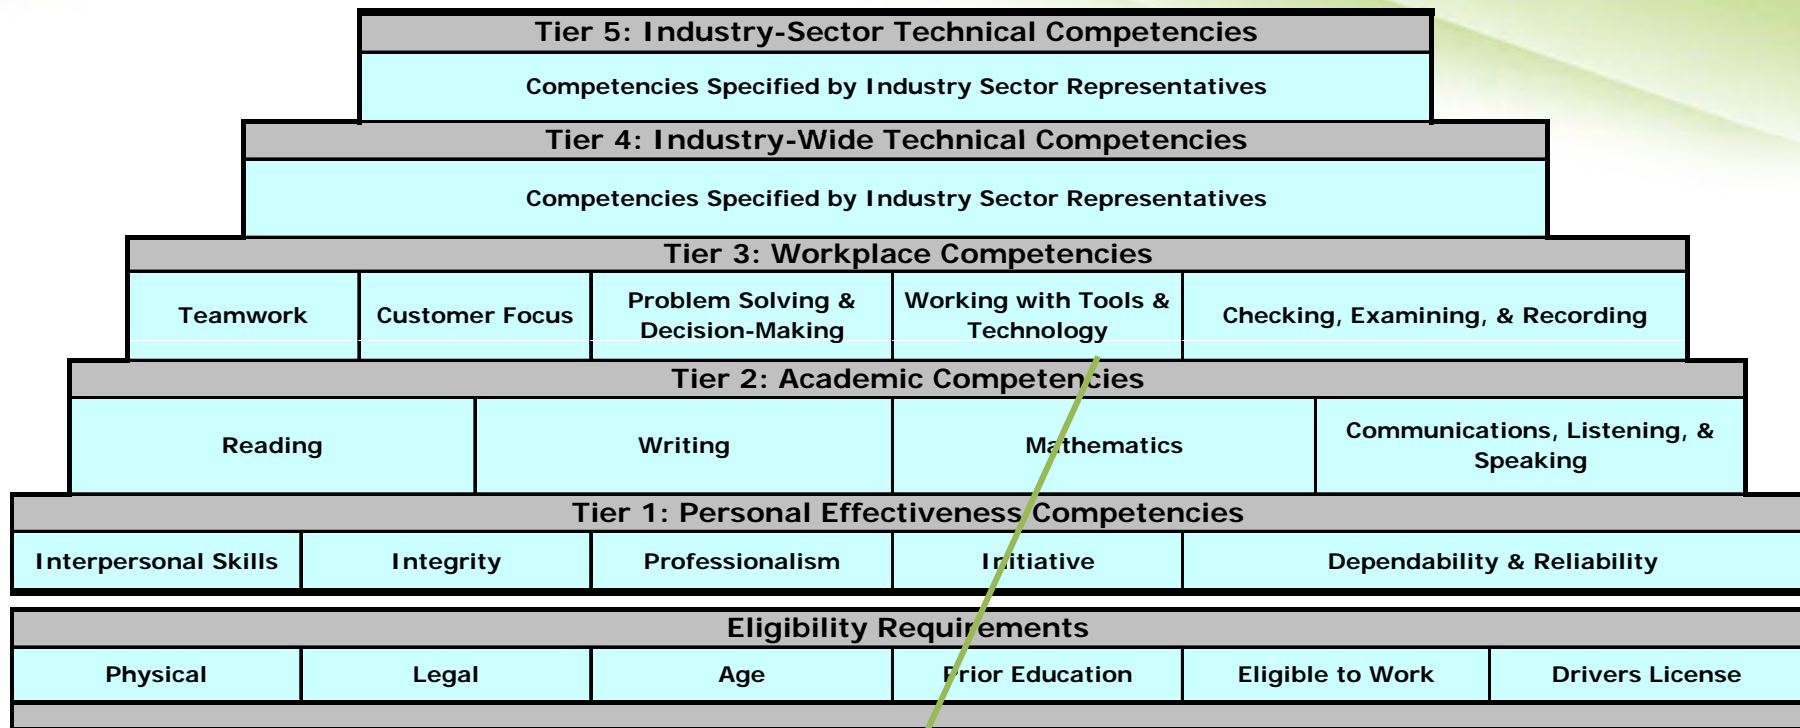 Tier 5: Industry-Sector Technical Competencies
Competencies Specified by Industry Sector Representatives
Tier 4: Industry-Wide Technical Competencies
Competencies Specified by Industry Sector Representatives
Tier 3: Workplace Competencies
Teamwork
Customer Focus
Problem Solving &
Decision-Making
Working with Tools &
Technology
Checking, Examining, & Recording
Tier 2: Academic Competencies
Reading
Writing
Mathematics
Communications, Listening, &
Speaking
Tier 1: Personal Effectiveness Competencies
Interpersonal Skills
Integrity
Professionalism
Initiative
Dependability & Reliability
Eligibility Requirements
Physical
Legal
Age
Prior Education
Eligible to Work
Drivers License